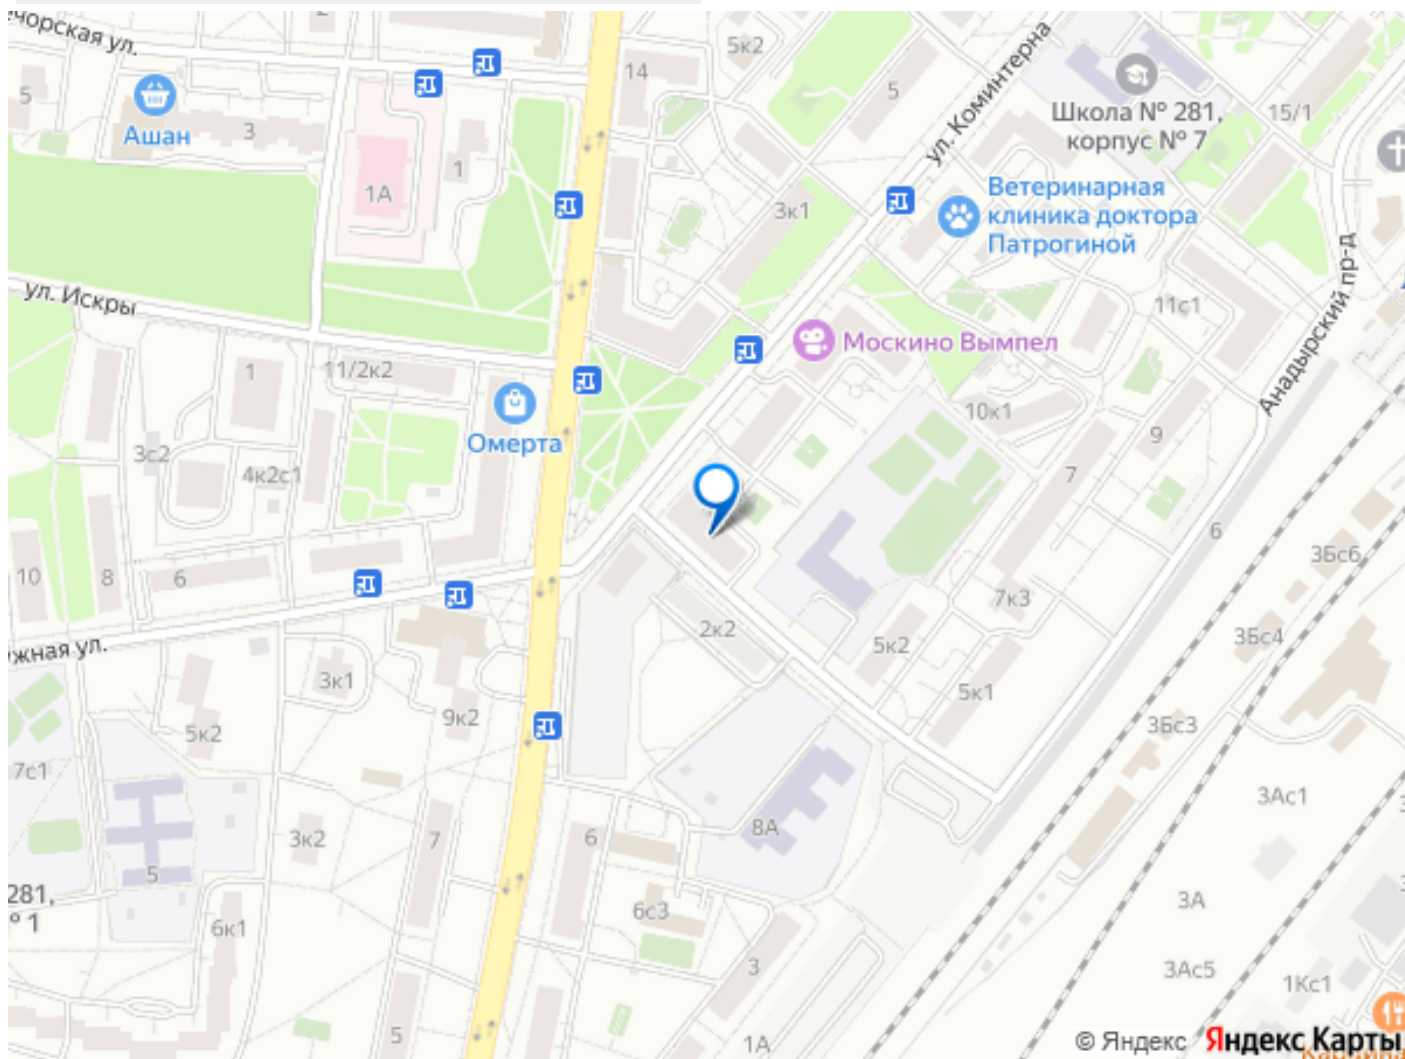 чорская ул.
2
5к2
14
5
5
Ашан
3
1А
1
ул. Коминтерна
Школа № 281,
корпус № 7
15/1
Ветеринарная
клиника доктора
Патрогиной
3к1
ул. Искры
11с1
Анадырский пр-д
Москино Вымпел
1
11/2к2
Омерта
10к1
9
3с2
4к2с1
7
6
3Бс6
10
8
6
7к3
2к2
3Бс4
жная ул.
5к2
3к1
5к1
9к2
5к2
3Бс3
7с1
3Ас1
3к2
7
6
8А
5
281,
№ 1
6к1
6с3
3А
3
3Ас5
1Кс1
5
1А
© Яндекс
Яндекс Карты